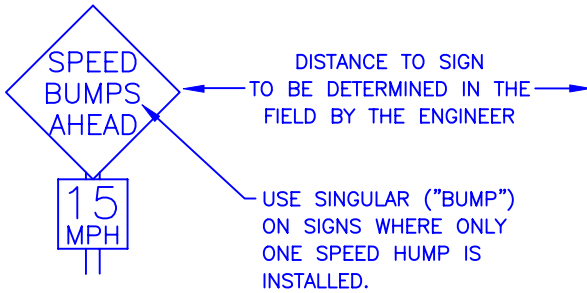 SPEED
BUMPS
AHEAD
15
MPH
DISTANCE TO SIGN
TO BE DETERMINED IN THE
FIELD BY THE ENGINEER
USE SINGULAR ("BUMP")
ON SIGNS WHERE ONLY
ONE SPEED HUMP IS
INSTALLED.